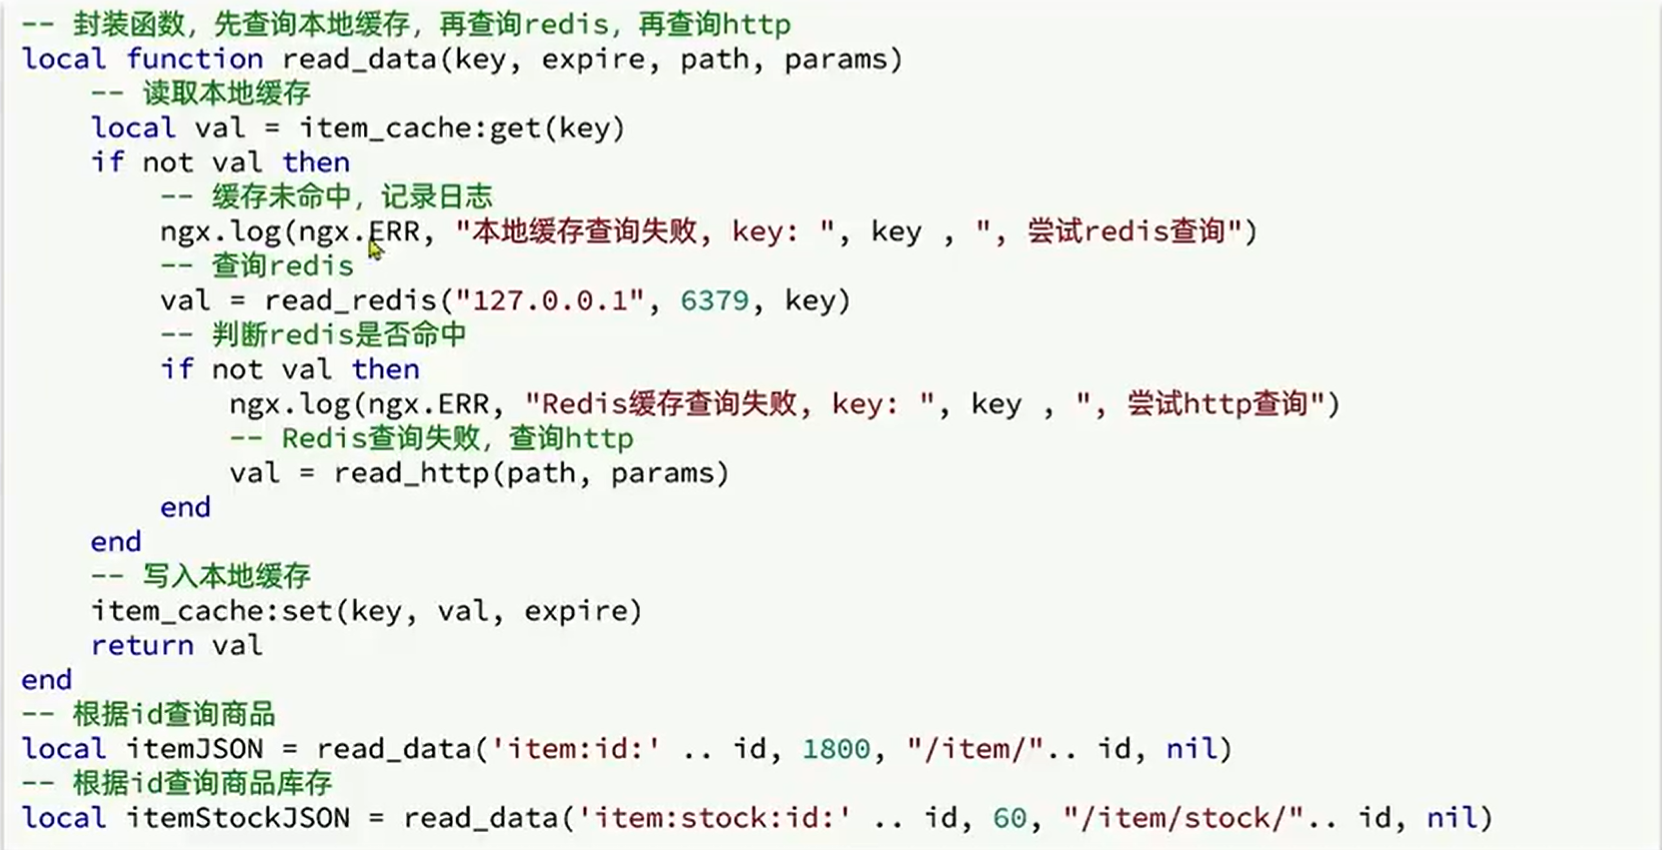 -- 封装函数，先查询本地缓存，再查询redis，再查询http
local function read_data(key, expire, path, params)
    -- 读取本地缓存
    local val = item_cache:get(key)
    if not val then
        -- 缓存未命中，记录日志
        ngx.log(ngx.ERR, "本地缓存查询失败，key: ", key , ", 尝试redis查询")
        -- 查询redis
        val = read_redis("127.0.0.1", 6379, key)
        -- 判断redis是否命中
        if not val then
            ngx.log(ngx.ERR, "Redis缓存查询失败，key: ", key , ", 尝试http查询")
            -- Redis查询失败，查询http
            val = read_http(path, params)
        end
    end
    -- 写入本地缓存
    item_cache:set(key, val, expire)
    return val
end
-- 根据id查询商品
local itemJSON = read_data('item:id:' .. id, 1800, "/item/".. id, nil)
-- 根据id查询商品库存
local itemStockJSON = read_data('item:stock:id:' .. id, 60, "/item/stock/".. id, nil)